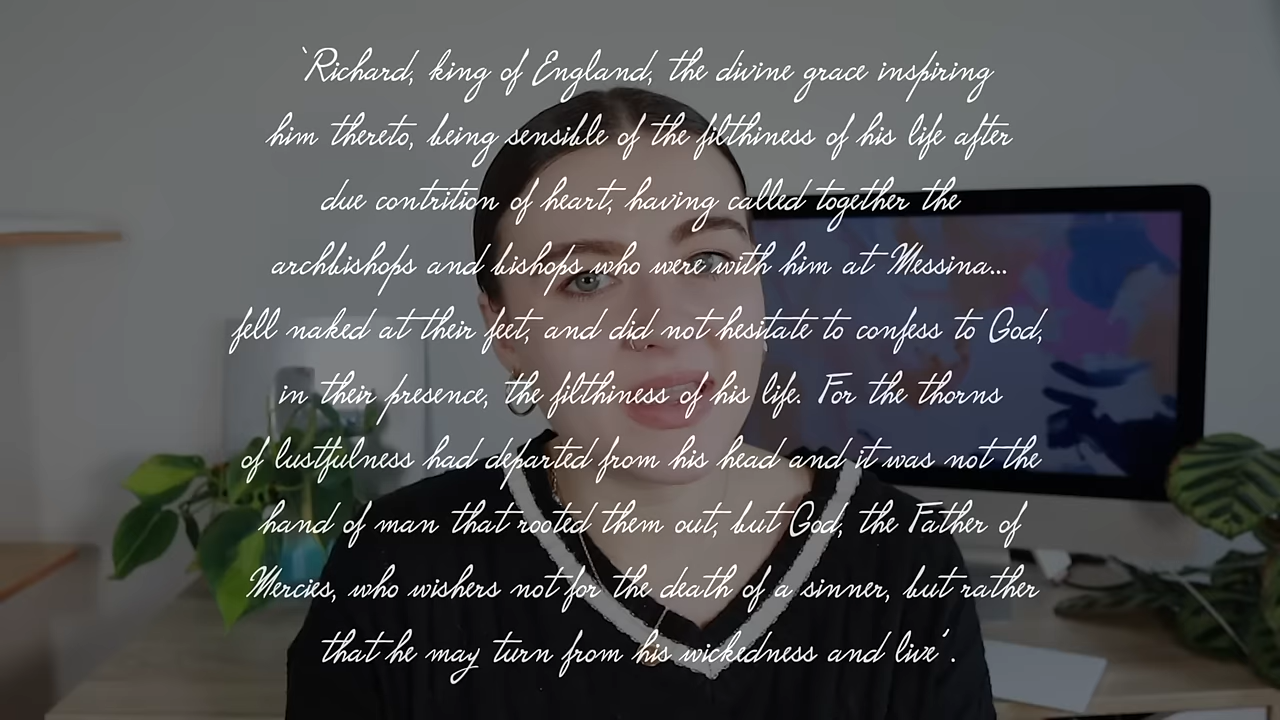 ‘Richard, king of England, the divine grace inspiring
him thereto, being sensible of the filthiness of his life after
due contrition of heart, having called together the
archbishops and bishops who were with him at Messina...
fell naked at their feet, and did not hesitate to confess to God,
in their presence, the filthiness of his life. For the thorns
of lustfulness had departed from his head and it was not the
hand of man that rooted them out, but God, the Father of
Mercies, who wishers not for the death of a sinner, but rather
that he may turn from his wickedness and live’.